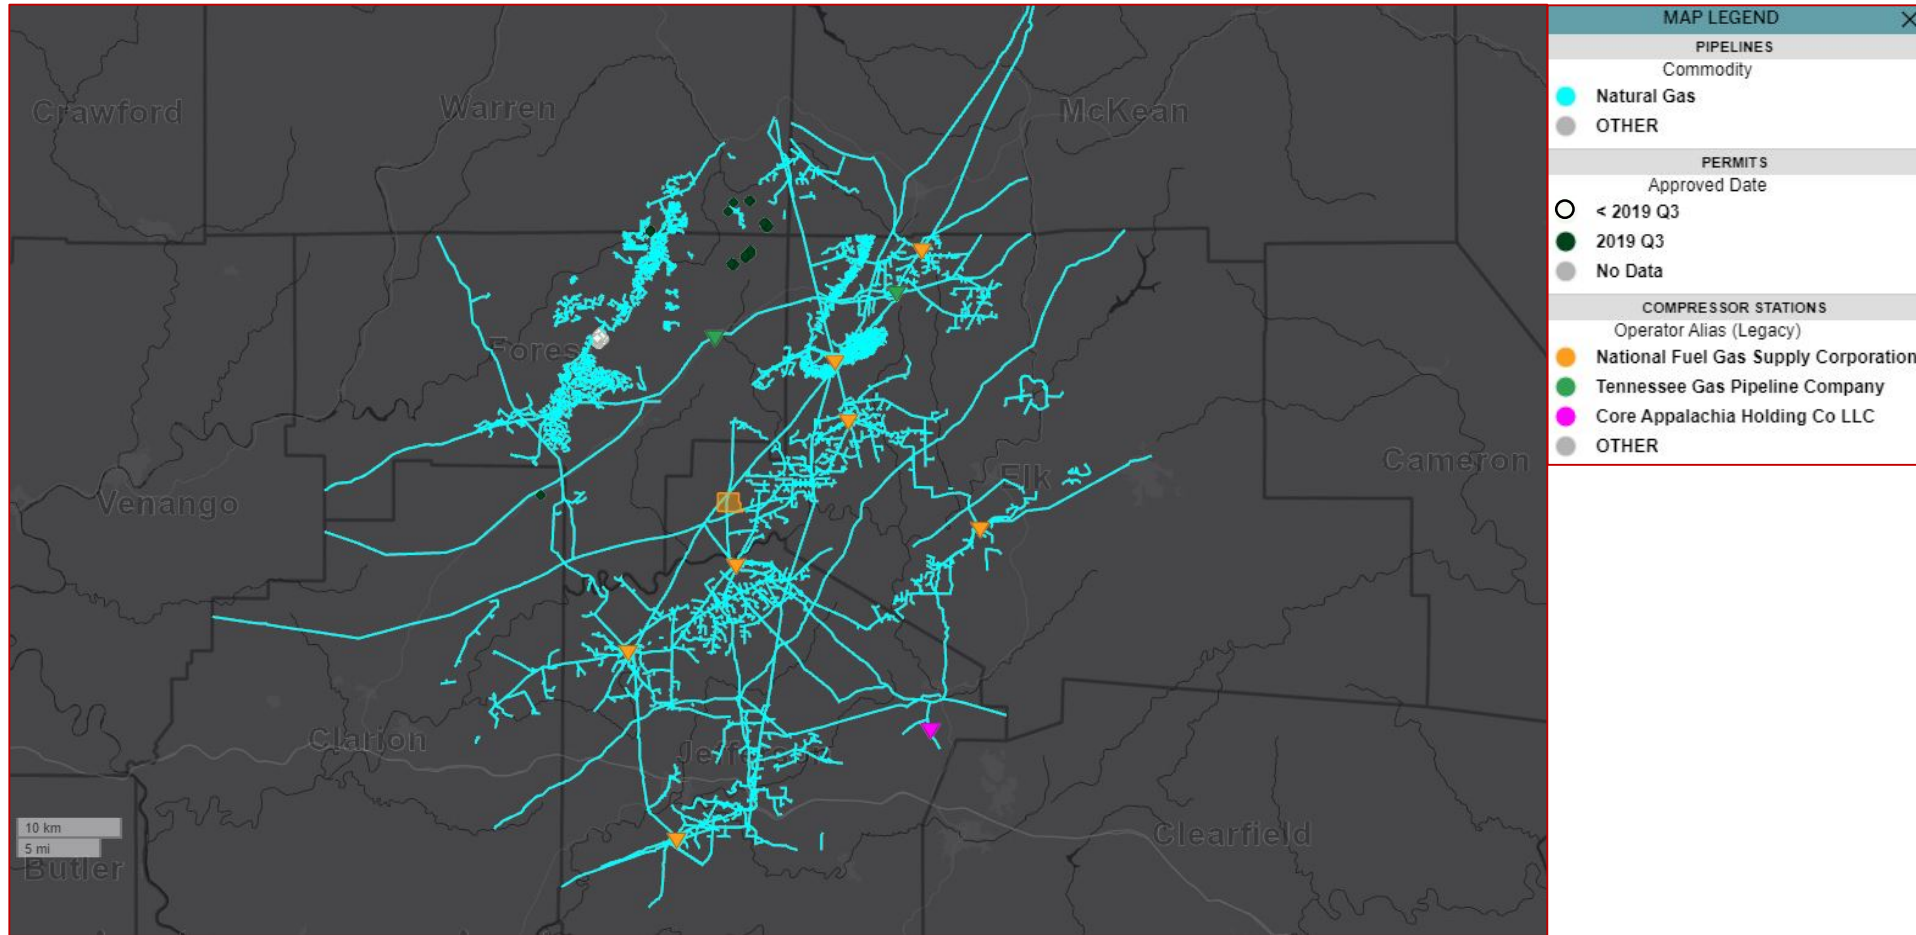 Crawford
Warren
McKean
Fores
Venango
Elk
Cameron
Clarion
Jefferson
Clearfield
10 km
5 mi
Butler
MAP LEGEND
PIPELINES
Commodity
Natural Gas
OTHER
PERMITS
Approved Date
< 2019 Q3
2019 Q3
No Data
COMPRESSOR STATIONS
Operator Alias (Legacy)
National Fuel Gas Supply Corporation
Tennessee Gas Pipeline Company
Core Appalachia Holding Co LLC
OTHER